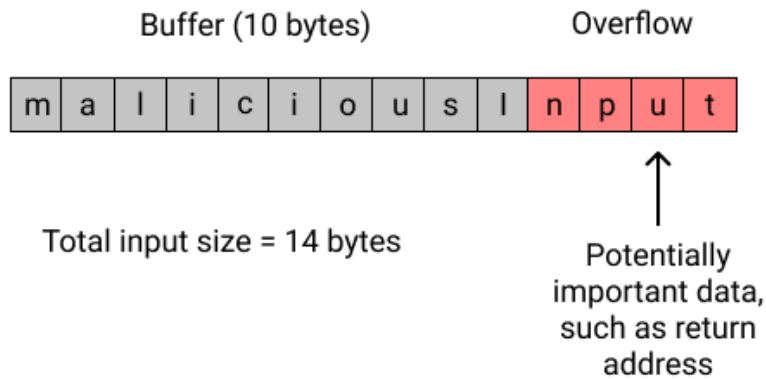 Buffer (10 bytes) Overflow
m a l i c i o u s I n p u t
Total input size = 14 bytes
Potentially
important data,
such as return
address